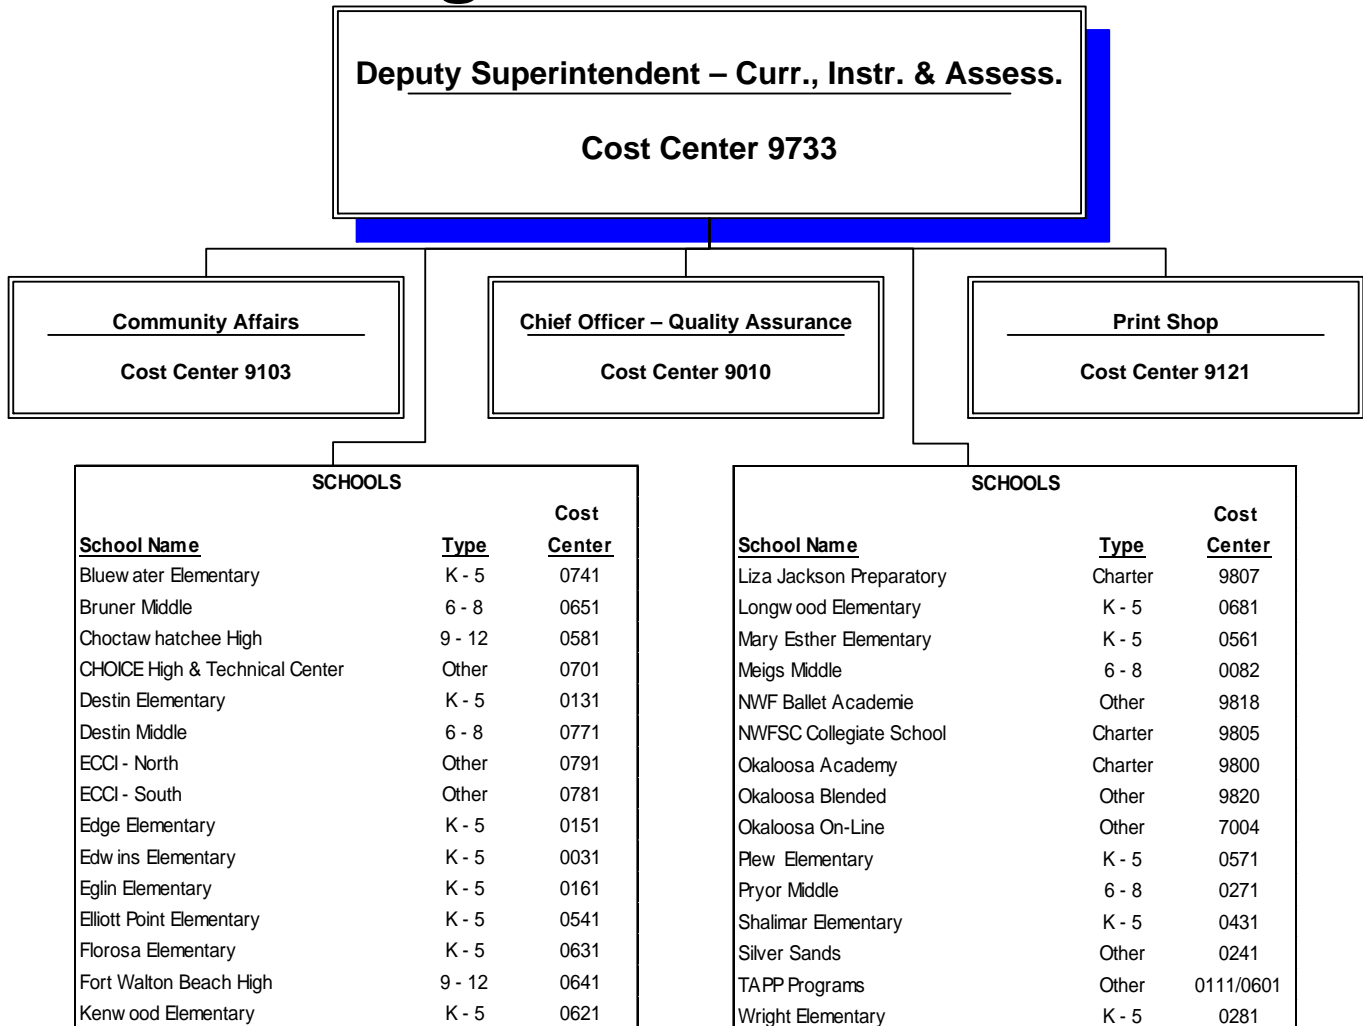 Deputy Superintendent – Curr., Instr. & Assess.
Cost Center 9733
Community Affairs
Cost Center 9103
Chief Officer – Quality Assurance
Cost Center 9010
Print Shop
Cost Center 9121
SCHOOLS
Cost
School Name Type Center
Bluewater Elementary K - 5 0741
Bruner Middle 6 - 8 0651
Choctawhatchee High 9 - 12 0581
CHOICE High & Technical Center Other 0701
Destin Elementary K - 5 0131
Destin Middle 6 - 8 0771
ECCI - North Other 0791
ECCI - South Other 0781
Edge Elementary K - 5 0151
Edwins Elementary K - 5 0031
Eglin Elementary K - 5 0161
Elliott Point Elementary K - 5 0541
Florosa Elementary K - 5 0631
Fort Walton Beach High 9 - 12 0641
Kenwood Elementary K - 5 0621
SCHOOLS
Cost
School Name Type Center
Liza Jackson Preparatory Charter 9807
Longwood Elementary K - 5 0681
Mary Esther Elementary K - 5 0561
Meigs Middle 6 - 8 0082
NWF Ballet Academie Other 9818
NWFSC Collegiate School Charter 9805
Okaloosa Academy Charter 9800
Okaloosa Blended Other 9820
Okaloosa On-Line Other 7004
Plew Elementary K - 5 0571
Pryor Middle 6 - 8 0271
Shalimar Elementary K - 5 0431
Silver Sands Other 0241
TAPP Programs Other 0111/0601
Wright Elementary K - 5 0281